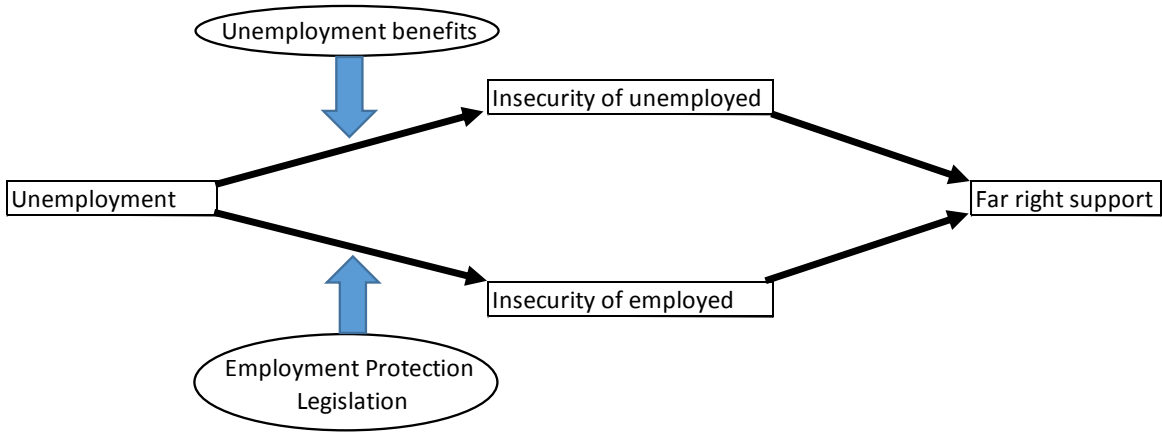 Unemployment benefits
Insecurity of unemployed
Unemployment
Far right support
Insecurity of employed
Employment Protection
Legislation